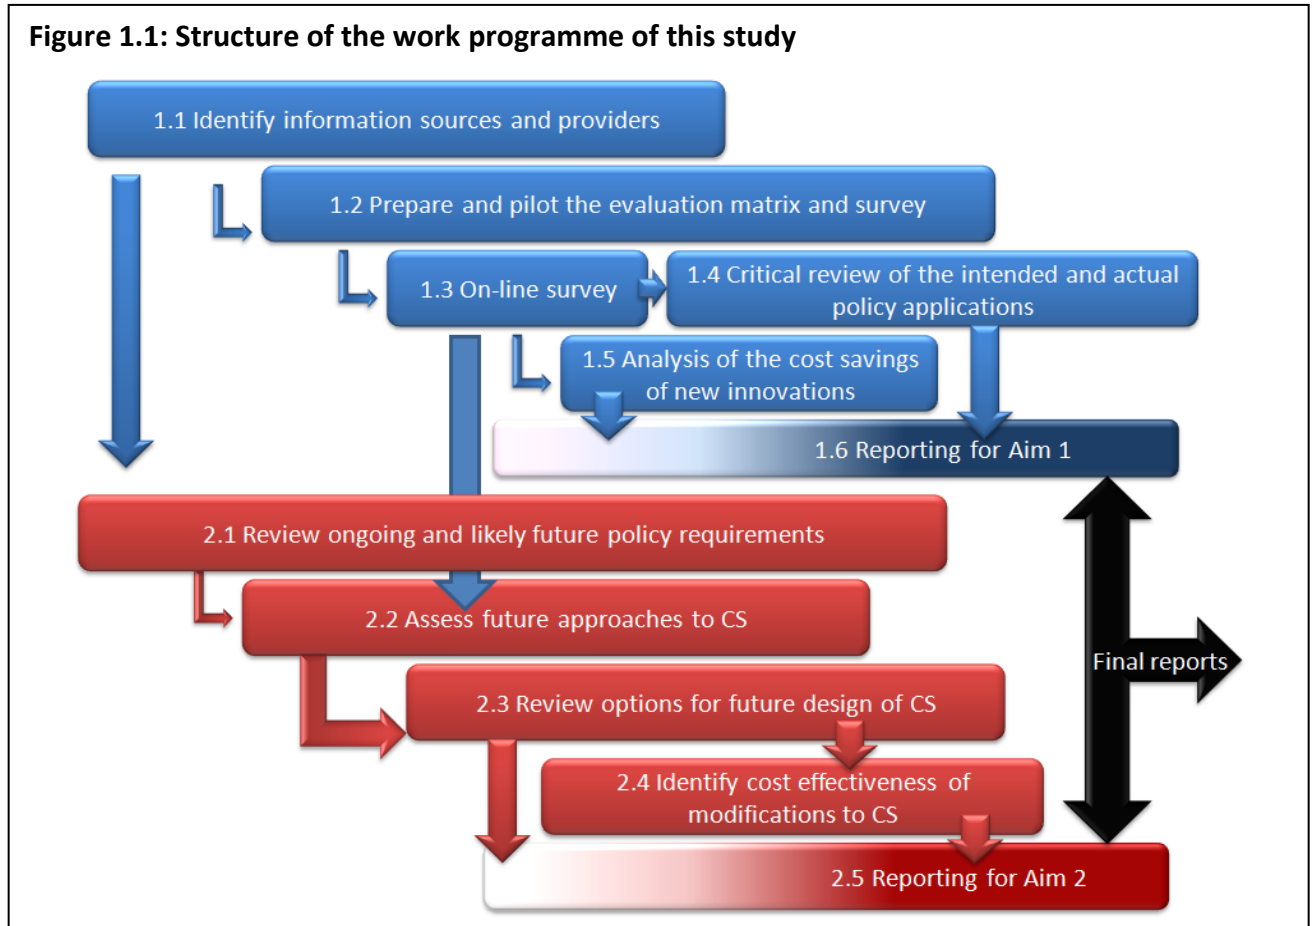 Figure 1.1: Structure of the work programme of this study
1.1 Identify information sources and providers
1.2 Prepare and pilot the evaluation matrix and survey
1.3 On-line survey
1.4 Critical review of the intended and actual
policy applications
1.5 Analysis of the cost savings
of new innovations
1.6 Reporting for Aim 1
2.1 Review ongoing and likely future policy requirements
2.2 Assess future approaches to CS
Final reports
2.3 Review options for future design of CS
2.4 Identify cost effectiveness of
modifications to CS
2.5 Reporting for Aim 2